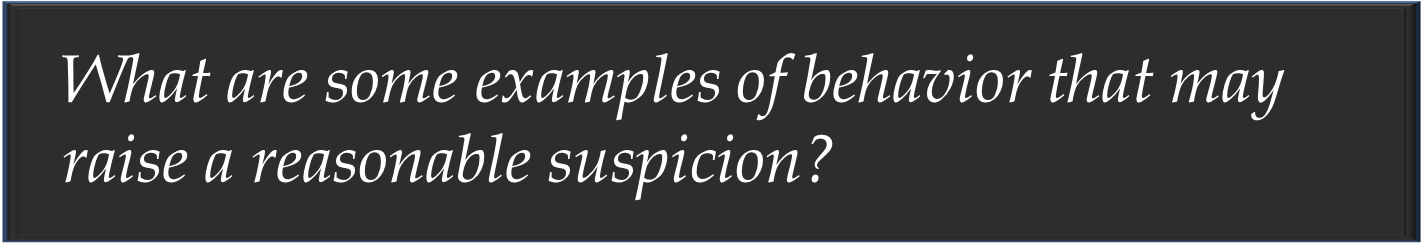 What are some examples of behavior that may
raise a reasonable suspicion?